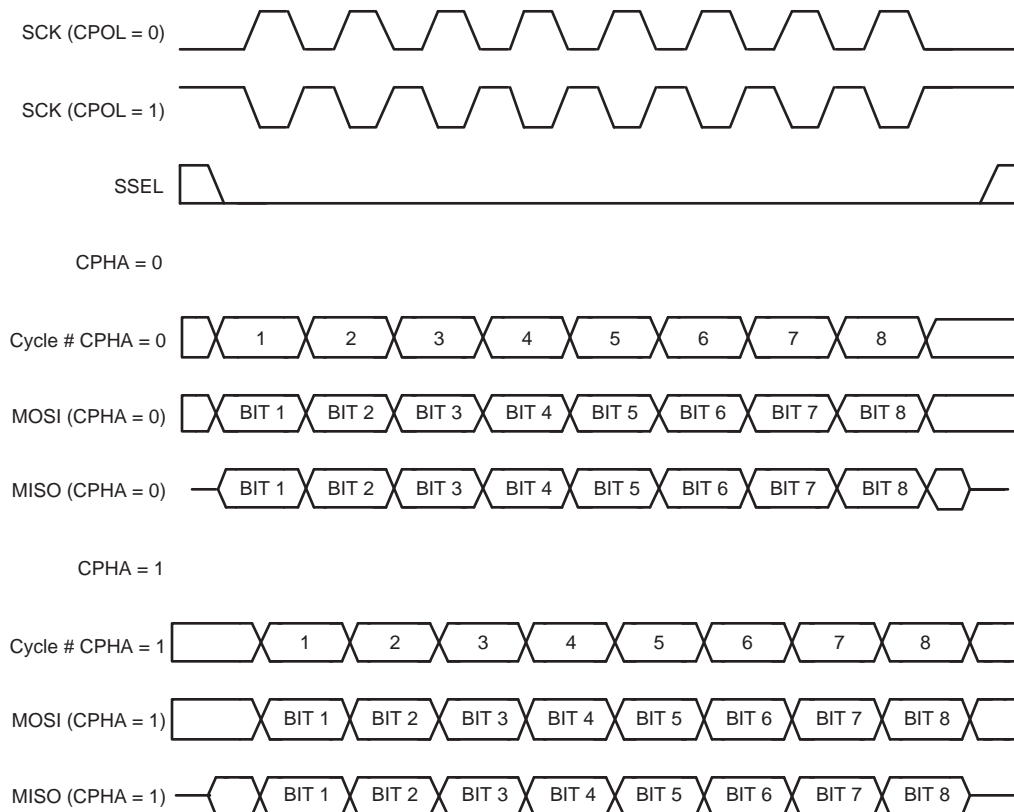 SCK (CPOL = 0)
SCK (CPOL = 1)
SSEL
CPHA = 0
Cycle # CPHA = 0 1 2 3 4 5 6 7 8
MOSI (CPHA = 0) BIT 1 BIT 2 BIT 3 BIT 4 BIT 5 BIT 6 BIT 7 BIT 8
MISO (CPHA = 0) BIT 1 BIT 2 BIT 3 BIT 4 BIT 5 BIT 6 BIT 7 BIT 8
CPHA = 1
Cycle # CPHA = 1 1 2 3 4 5 6 7 8
MOSI (CPHA = 1) BIT 1 BIT 2 BIT 3 BIT 4 BIT 5 BIT 6 BIT 7 BIT 8
MISO (CPHA = 1) BIT 1 BIT 2 BIT 3 BIT 4 BIT 5 BIT 6 BIT 7 BIT 8